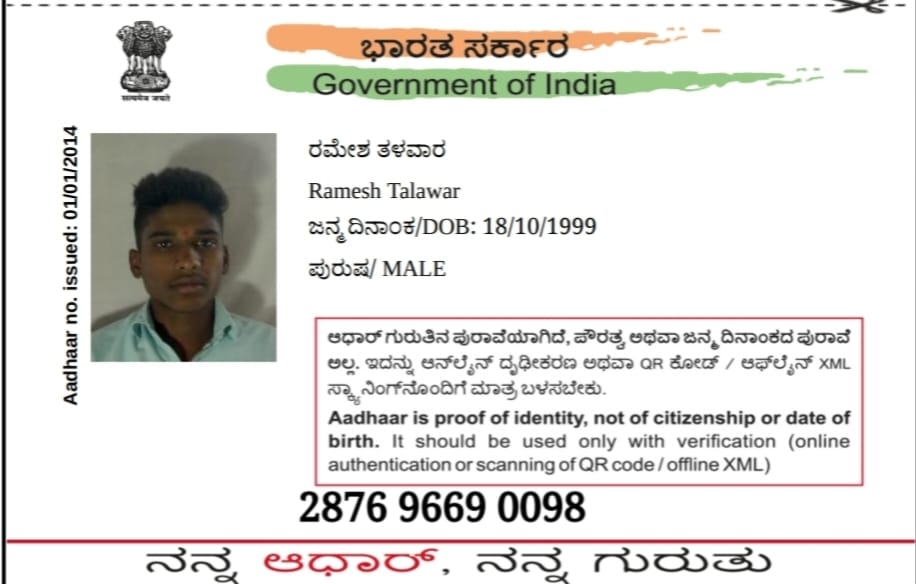 ಭಾರತ ಸರ್ಕಾರ
Government of India
सत्यमेव जयते
Aadhaar no. issued: 01/01/2014
ರಮೇಶ ತಳವಾರ
Ramesh Talawar
ಜನ್ಮ ದಿನಾಂಕ/DOB: 18/10/1999
ಪುರುಷ/ MALE
ಆಧಾರ್ ಗುರುತಿನ ಪುರಾವೆಯಾಗಿದೆ, ಪೌರತ್ವ ಅಥವಾ ಜನ್ಮ ದಿನಾಂಕದ ಪುರಾವೆ
ಅಲ್ಲ. ಇದನ್ನು ಆನ್‌ಲೈನ್ ದೃಢೀಕರಣ ಅಥವಾ QR ಕೋಡ್ / ಆಫ್‌ಲೈನ್ XML
ಸ್ಕ್ಯಾನಿಂಗ್‌ನೊಂದಿಗೆ ಮಾತ್ರ ಬಳಸಬೇಕು.
Aadhaar is proof of identity, not of citizenship or date of
birth. It should be used only with verification (online
authentication or scanning of QR code / offline XML)
2876 9669 0098
ನನ್ನ ಆಧಾರ್, ನನ್ನ ಗುರುತು